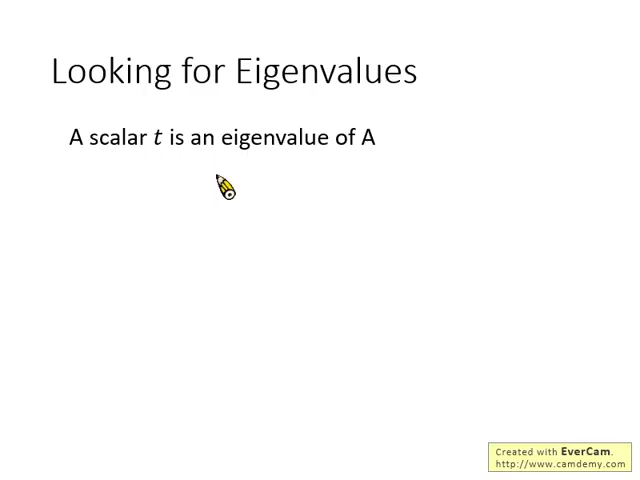 Looking for Eigenvalues
A scalar t is an eigenvalue of A
Created with EverCam.
http://www.camdemy.com